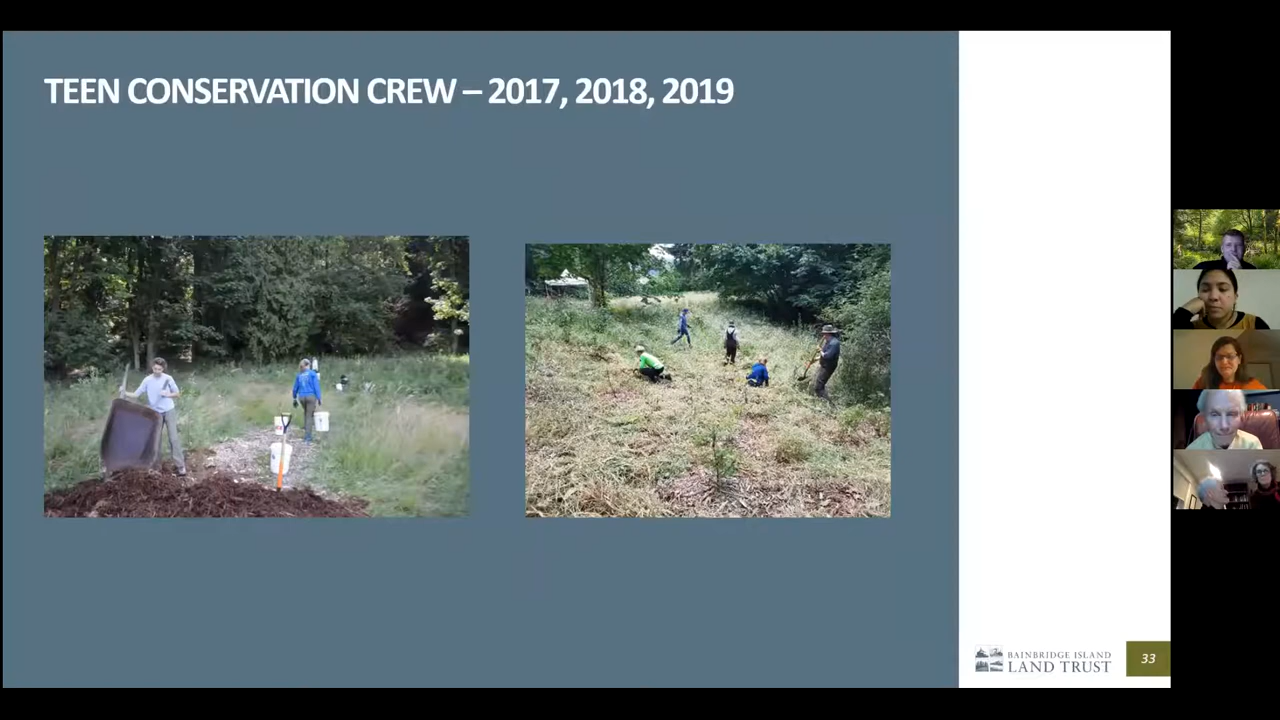 TEEN CONSERVATION CREW – 2017, 2018, 2019
BAINBRIDGE ISLAND
LAND TRUST
33